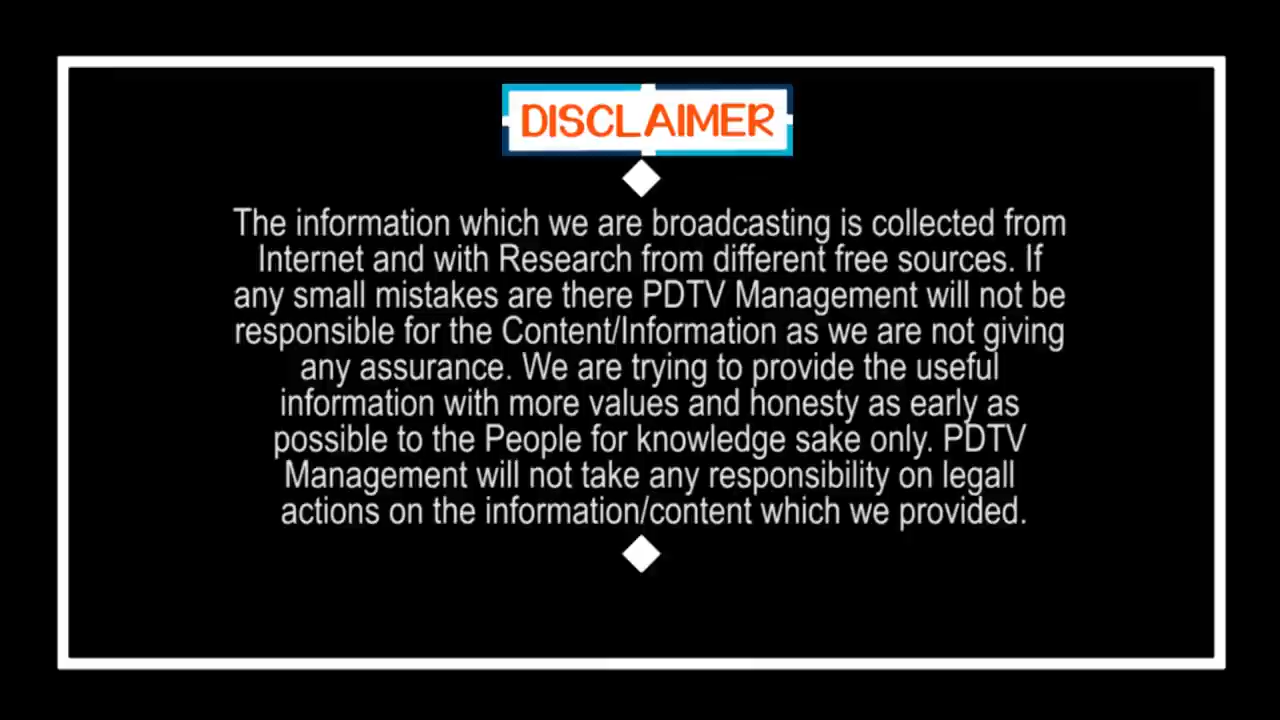 DISCLAIMER
The information which we are broadcasting is collected from
Internet and with Research from different free sources. If
any small mistakes are there PDTV Management will not be
responsible for the Content/Information as we are not giving
any assurance. We are trying to provide the useful
information with more values and honesty as early as
possible to the People for knowledge sake only. PDTV
Management will not take any responsibility on legall
actions on the information/content which we provided.